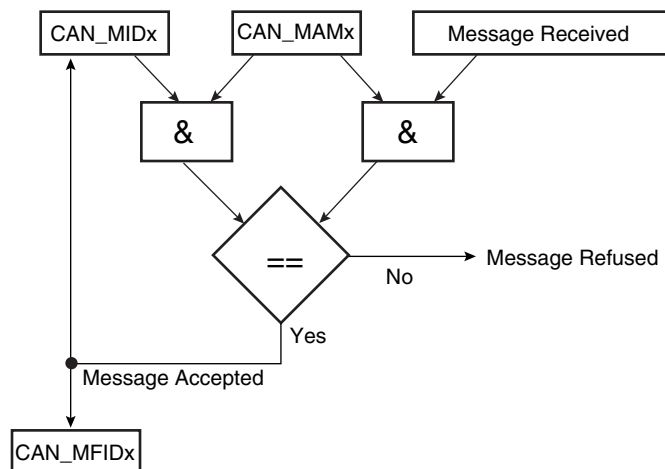 CAN_MIDx
CAN_MAMx
Message Received
&
&
==
No
Message Refused
Yes
Message Accepted
CAN_MFIDx